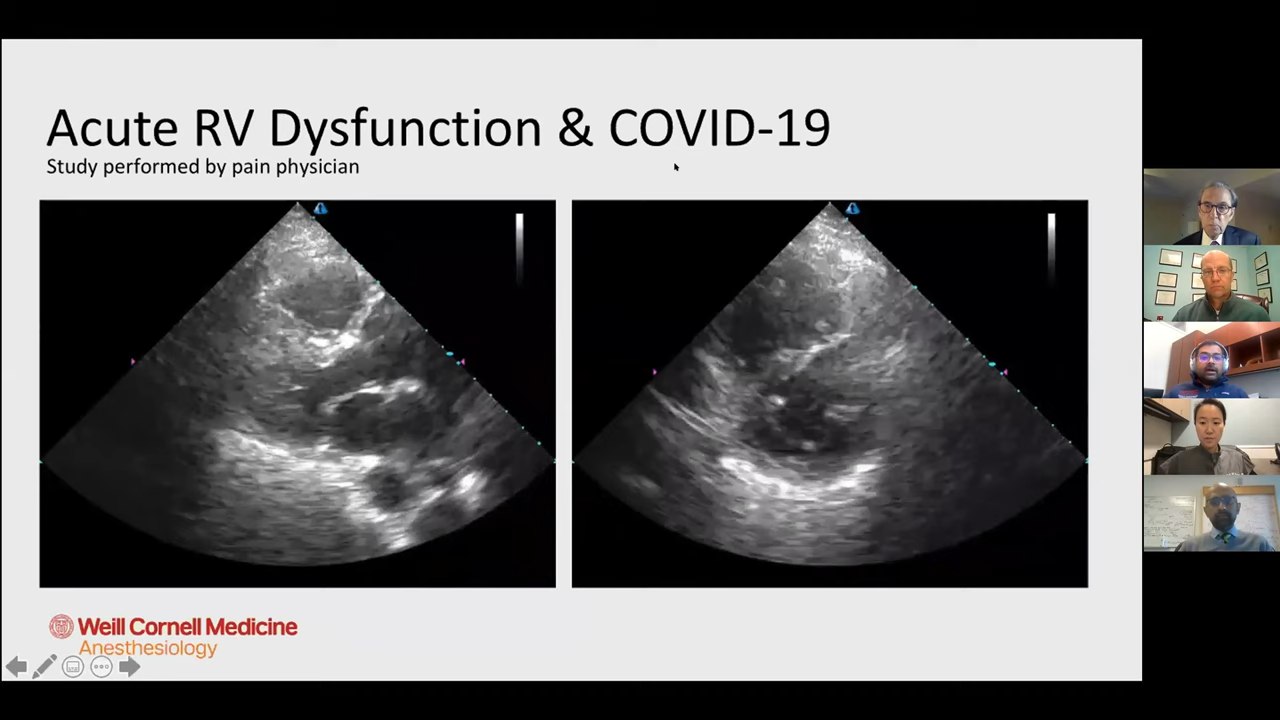 Acute RV Dysfunction & COVID-19
Study performed by pain physician
Weill Cornell Medicine
Anesthesiology